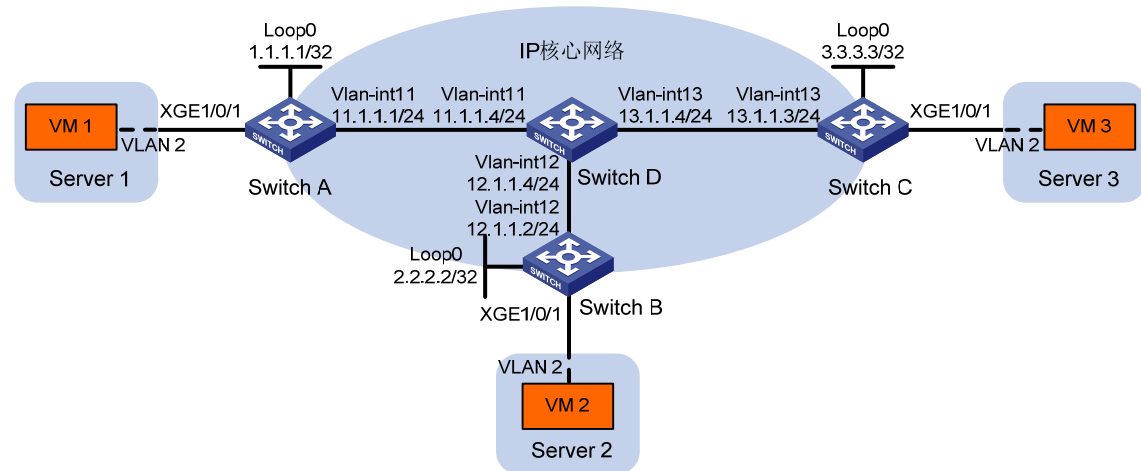 Loop0
1.1.1.1/32
IP核心网络
Loop0
3.3.3.3/32
XGE1/0/1
Vlan-int11
11.1.1.1/24
Vlan-int11
11.1.1.4/24
Vlan-int13
13.1.1.4/24
Vlan-int13
13.1.1.3/24
XGE1/0/1
VM 1
VLAN 2
Server 1
SWITCH
Switch A
SWITCH
Switch D
SWITCH
Switch C
VLAN 2
VM 3
Server 3
Vlan-int12
12.1.1.4/24
Vlan-int12
12.1.1.2/24
Loop0
2.2.2.2/32
SWITCH
Switch B
XGE1/0/1
VLAN 2
VM 2
Server 2